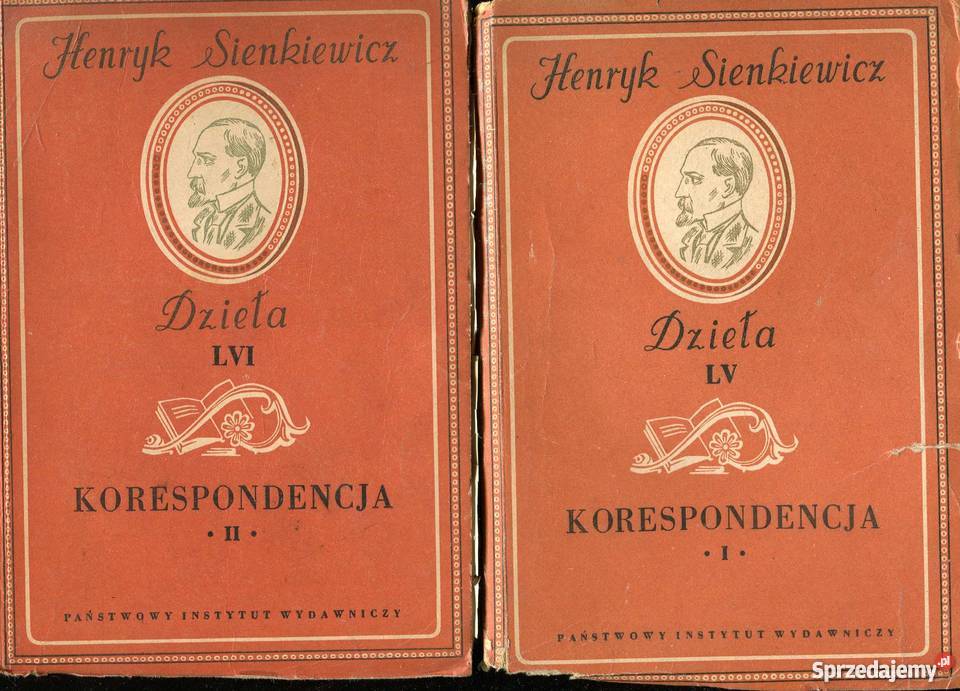 Henryk Sienkiewicz
Dzieła
LVI
KORESPONDENCJA
• II •
PAŃSTWOWY INSTYTUT WYDAWNICZY
Henryk Sienkiewicz
Dzieła
LV
KORESPONDENCJA
• I •
PAŃSTWOWY INSTYTUT WYDAWNICZY
Sprzedajemy.pl